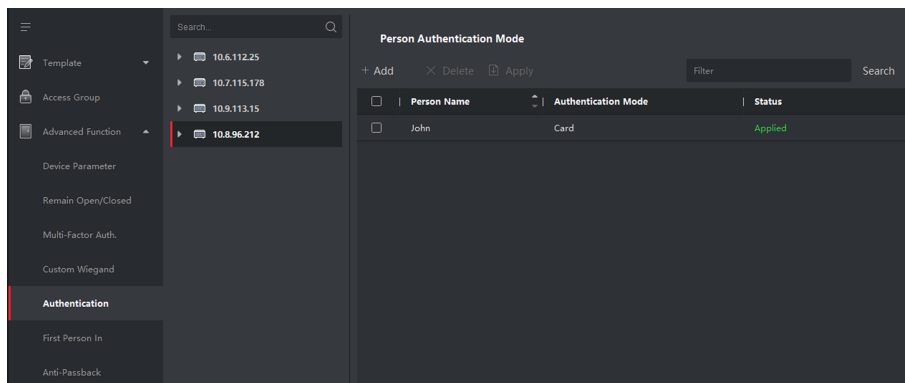 Template
Access Group
Advanced Function
Device Parameter
Remain Open/Closed
Multi-Factor Auth.
Custom Wiegand
Authentication
First Person In
Anti-Passback
Search...
10.6.112.25
10.7.115.178
10.9.113.15
10.8.96.212
Person Authentication Mode
+ Add Delete Apply Filter Search
Person Name Authentication Mode Status
John Card Applied